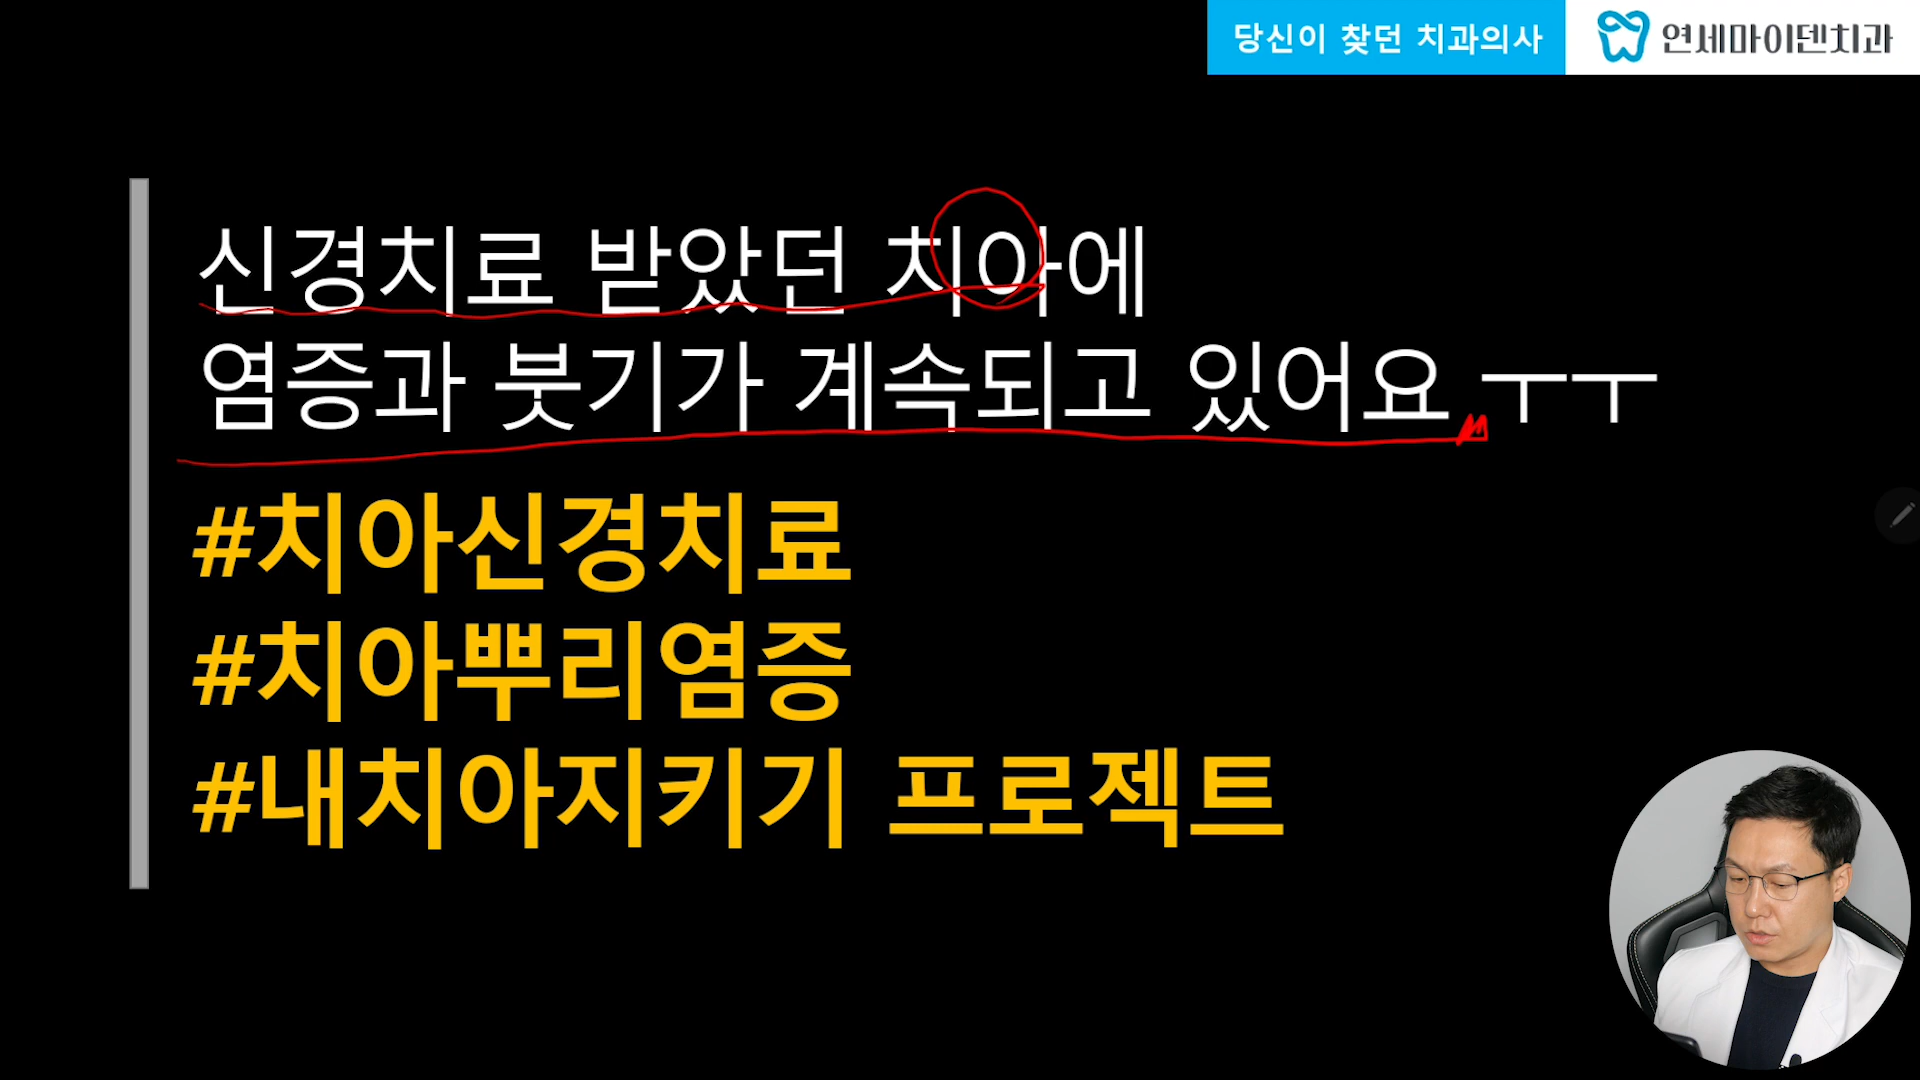 당신이 찾던 치과의사
연세마이덴치과
신경치료 받았던 치아에
염증과 붓기가 계속되고 있어요 ㅜㅜ
#치아신경치료
#치아뿌리염증
#내치아지키기 프로젝트